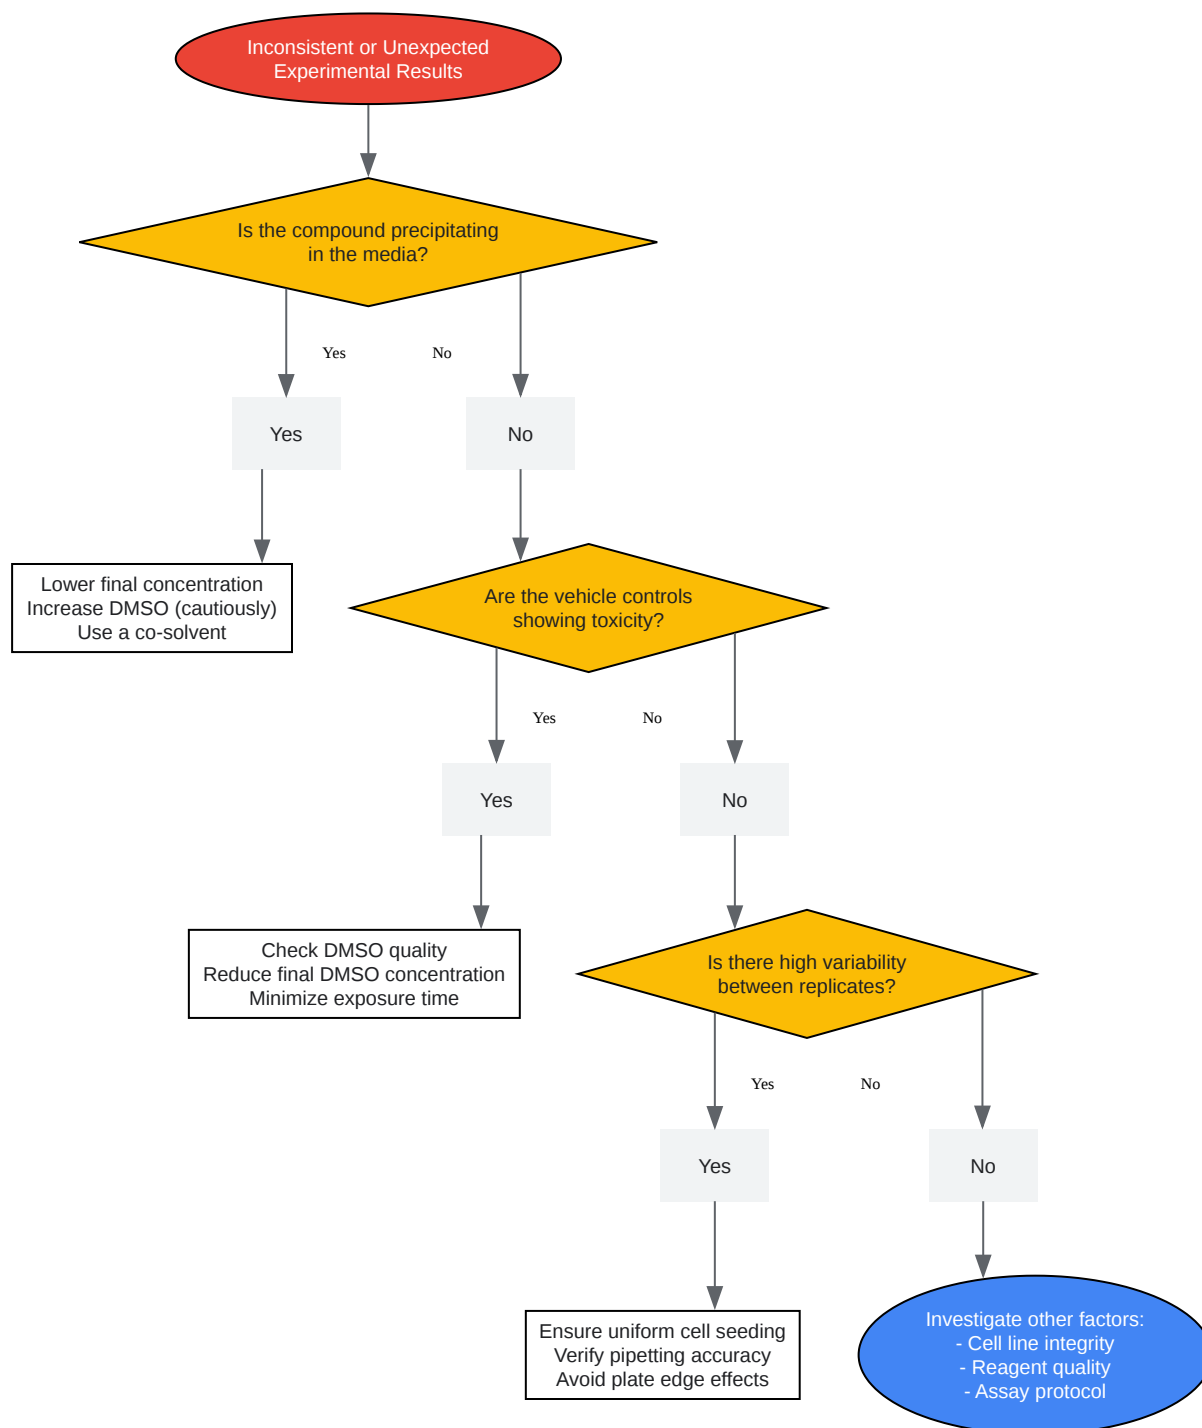 Inconsistent or Unexpected
Experimental Results
Is the compound precipitating
in the media?
Yes
No
Yes
No
Lower final concentration
Increase DMSO (cautiously)
Use a co-solvent
Are the vehicle controls
showing toxicity?
Yes
No
Yes
No
Check DMSO quality
Reduce final DMSO concentration
Minimize exposure time
Is there high variability
between replicates?
Yes
No
Yes
No
Ensure uniform cell seeding
Verify pipetting accuracy
Avoid plate edge effects
Investigate other factors:
- Cell line integrity
- Reagent quality
- Assay protocol